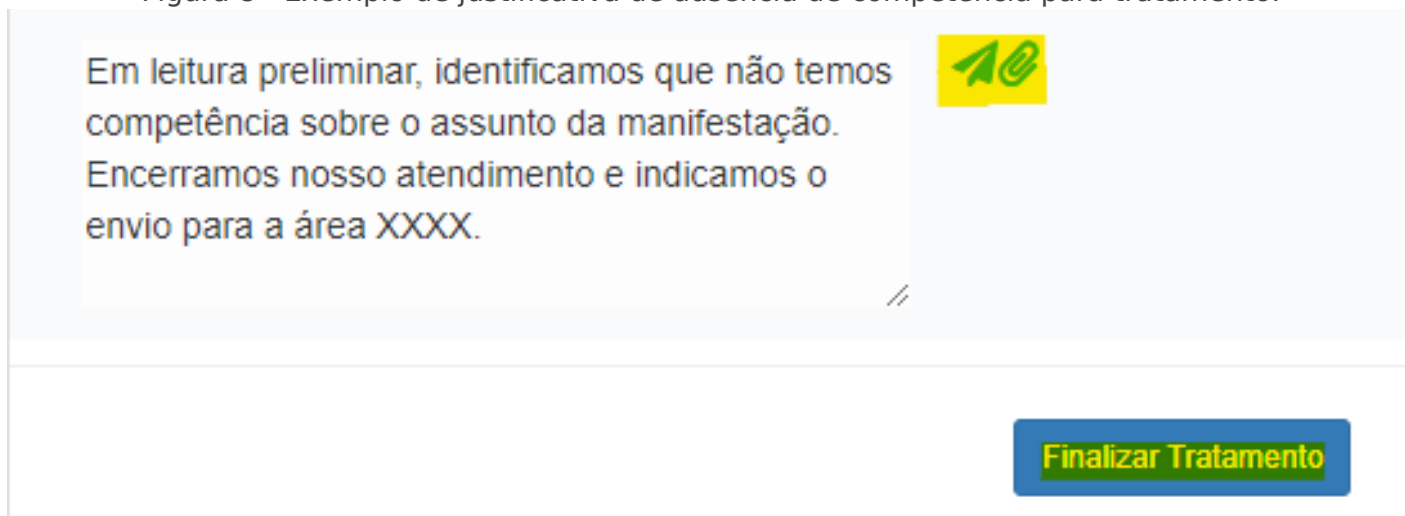 Em leitura preliminar, identificamos que não temos
competência sobre o assunto da manifestação.
Encerramos nosso atendimento e indicamos o
envio para a área XXXX.
Finalizar Tratamento